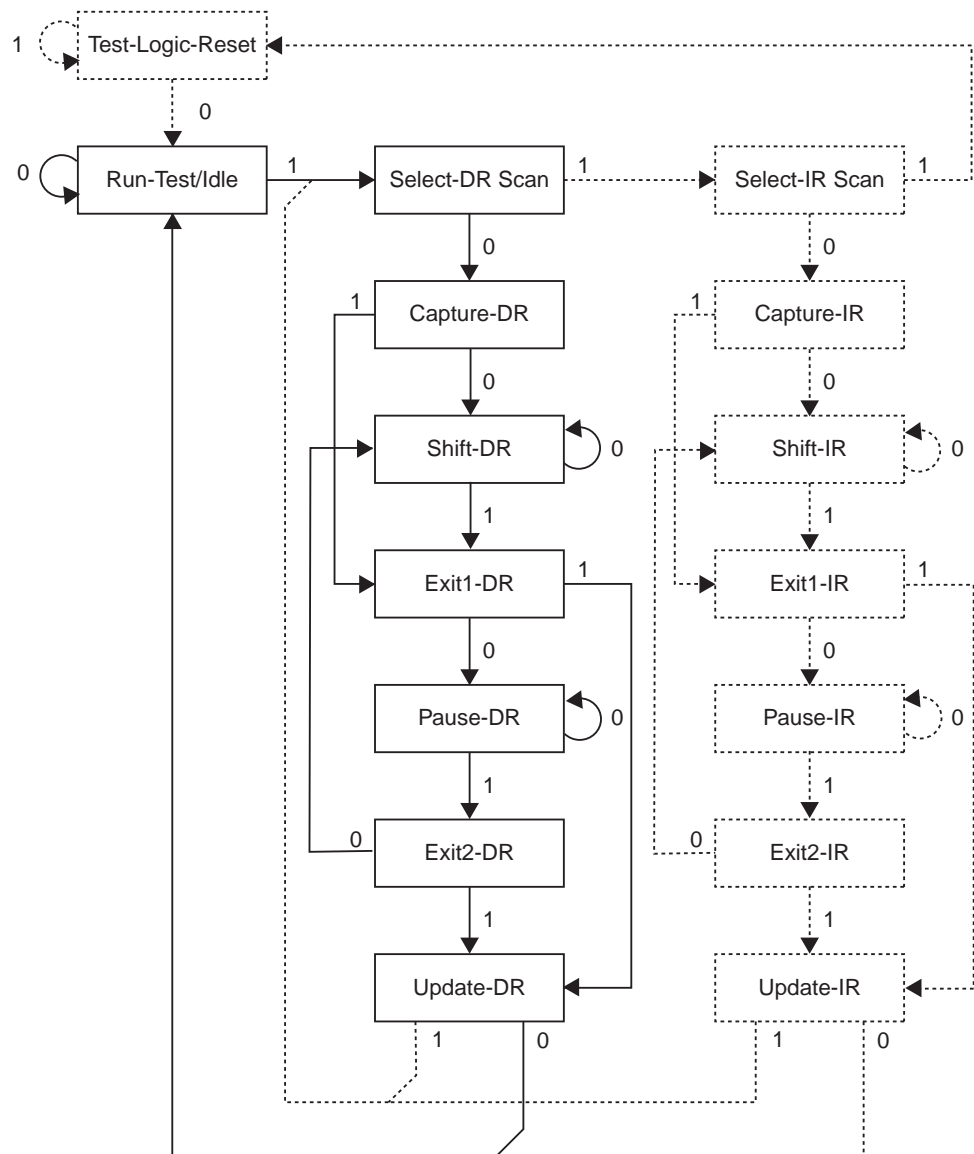 1
Test-Logic-Reset
0
0
Run-Test/Idle
1
Select-DR Scan
1
Select-IR Scan
1
0
0
1
Capture-DR
1
Capture-IR
0
0
Shift-DR
0
Shift-IR
0
1
1
Exit1-DR
1
Exit1-IR
1
0
0
Pause-DR
0
Pause-IR
0
1
1
0
Exit2-DR
0
Exit2-IR
1
1
Update-DR
Update-IR
1
0
1
0